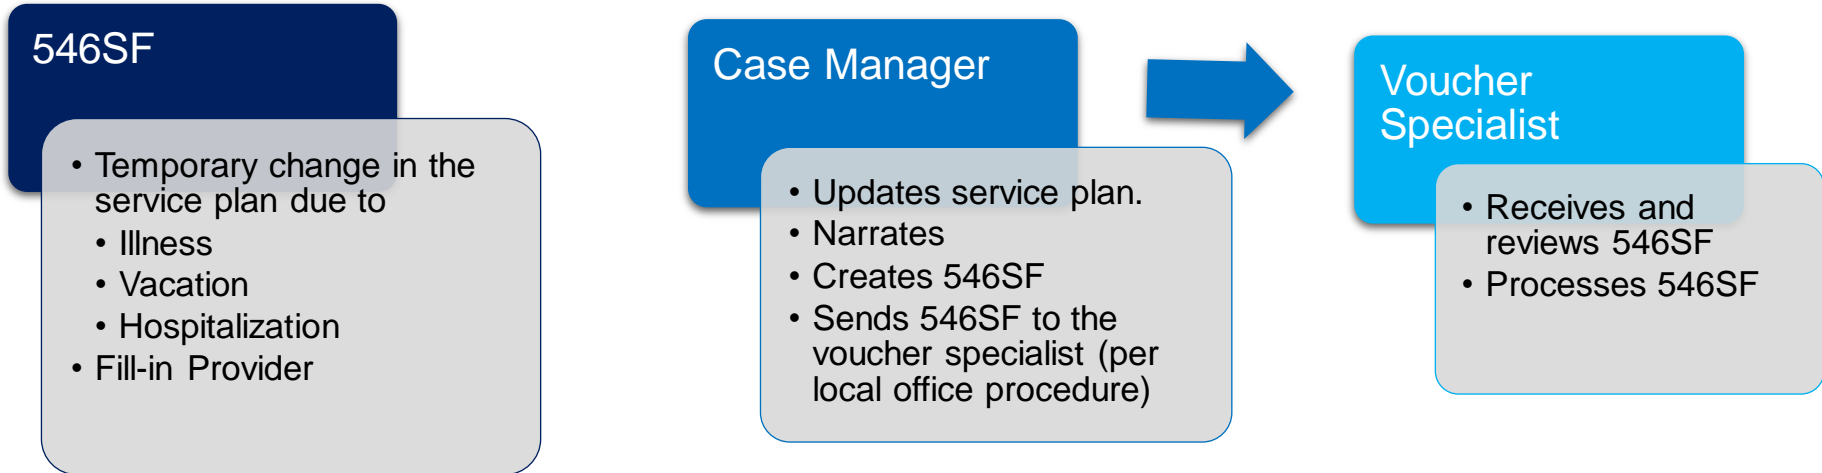 546SF
• Temporary change in the
service plan due to
• Illness
• Vacation
• Hospitalization
• Fill-in Provider
Case Manager
• Updates service plan.
• Narrates
• Creates 546SF
• Sends 546SF to the
voucher specialist (per
local office procedure)
Voucher
Specialist
• Receives and
reviews 546SF
• Processes 546SF